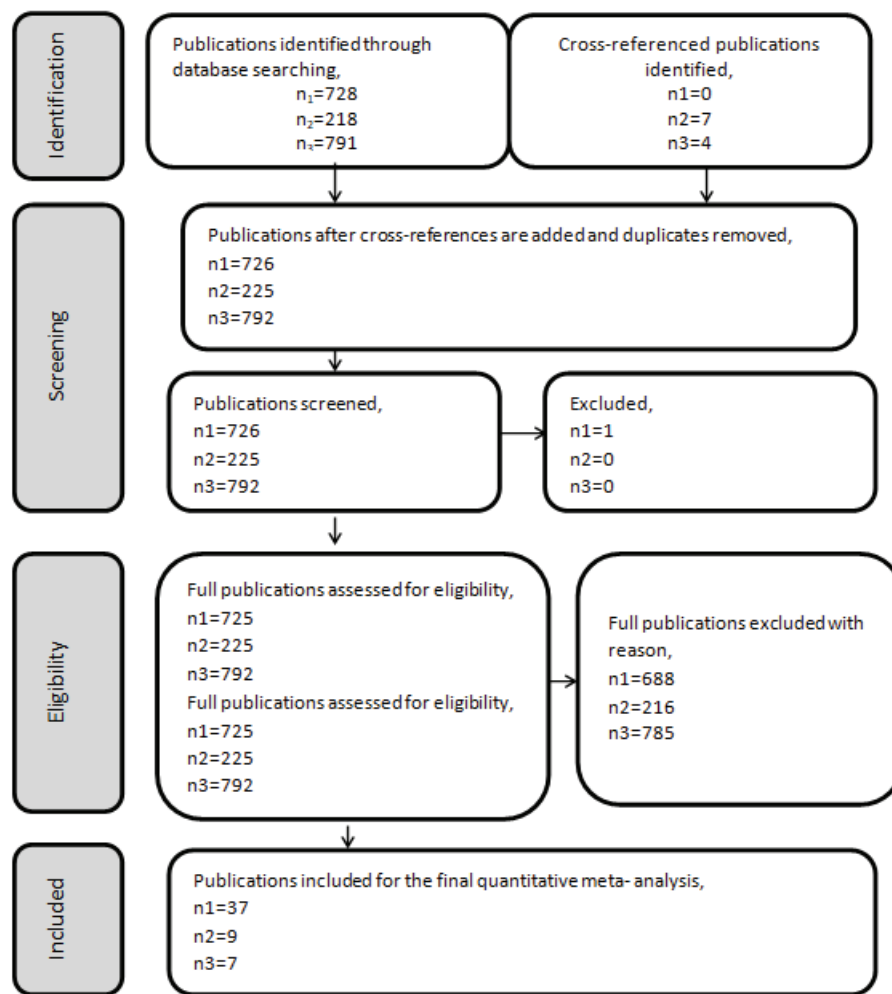 Identification
Publications identified through
database searching,
n₁=728
n₂=218
n₃=791
Cross-referenced publications
identified,
n1=0
n2=7
n3=4
Screening
Publications after cross-references are added and duplicates removed,
n1=726
n2=225
n3=792
Publications screened,
n1=726
n2=225
n3=792
Excluded,
n1=1
n2=0
n3=0
Eligibility
Full publications assessed for eligibility,
n1=725
n2=225
n3=792
Full publications assessed for eligibility,
n1=725
n2=225
n3=792
Full publications excluded with
reason,
n1=688
n2=216
n3=785
Included
Publications included for the final quantitative meta- analysis,
n1=37
n2=9
n3=7